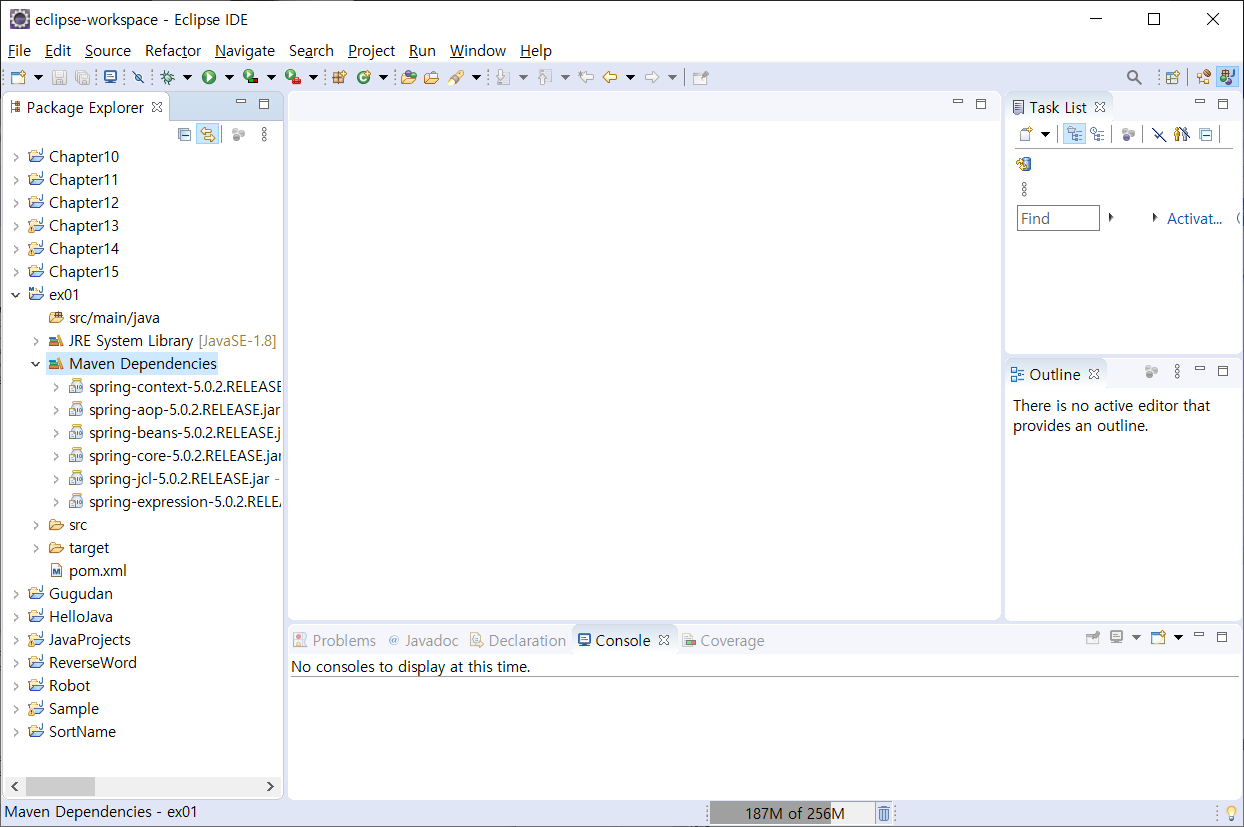 eclipse-workspace - Eclipse IDE
File Edit Source Refactor Navigate Search Project Run Window Help
Package Explorer
Chapter10
Chapter11
Chapter12
Chapter13
Chapter14
Chapter15
ex01
src/main/java
JRE System Library [JavaSE-1.8]
Maven Dependencies
spring-context-5.0.2.RELEASE
spring-aop-5.0.2.RELEASE.jar
spring-beans-5.0.2.RELEASE.j
spring-core-5.0.2.RELEASE.jar
spring-jcl-5.0.2.RELEASE.jar -
spring-expression-5.0.2.RELEA
src
target
pom.xml
Gugudan
HelloJava
JavaProjects
ReverseWord
Robot
Sample
SortName
Task List
Find Activat...
Outline
There is no active editor that
provides an outline.
Problems @ Javadoc Declaration Console Coverage
No consoles to display at this time.
Maven Dependencies - ex01
187M of 256M